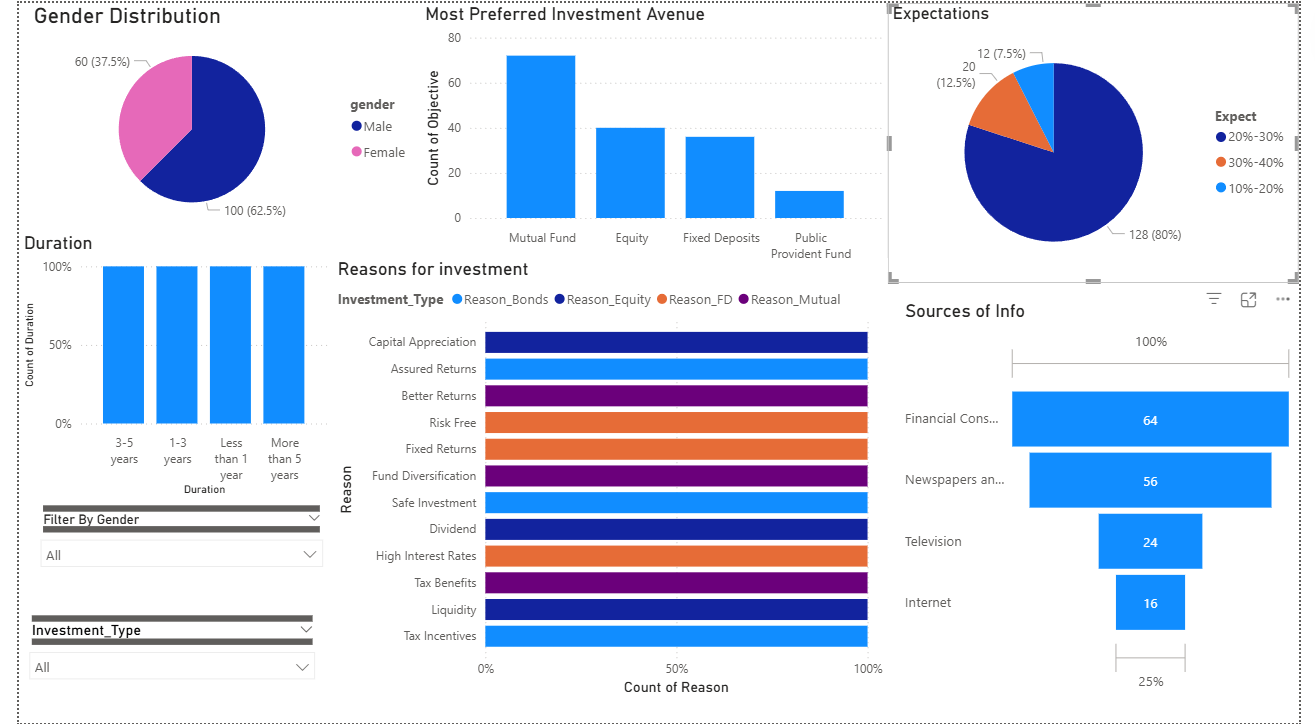 Gender Distribution
60 (37.5%)
100 (62.5%)
gender
Male
Female
Most Preferred Investment Avenue
Count of Objective
80
60
40
20
0
Mutual Fund
Equity
Fixed Deposits
Public
Provident Fund
Expectations
12 (7.5%)
20
(12.5%)
128 (80%)
Expect
20%-30%
30%-40%
10%-20%
Duration
Count of Duration
100%
50%
0%
3-5
years
1-3
years
Less
than 1
year
More
than 5
years
Duration
Filter By Gender
All
Investment_Type
All
Reasons for investment
Investment_Type Reason_Bonds Reason_Equity Reason_FD Reason_Mutual
Reason
Capital Appreciation
Assured Returns
Better Returns
Risk Free
Fixed Returns
Fund Diversification
Safe Investment
Dividend
High Interest Rates
Tax Benefits
Liquidity
Tax Incentives
0% 50% 100%
Count of Reason
Sources of Info
100%
Financial Cons... 64
Newspapers an... 56
Television 24
Internet 16
25%